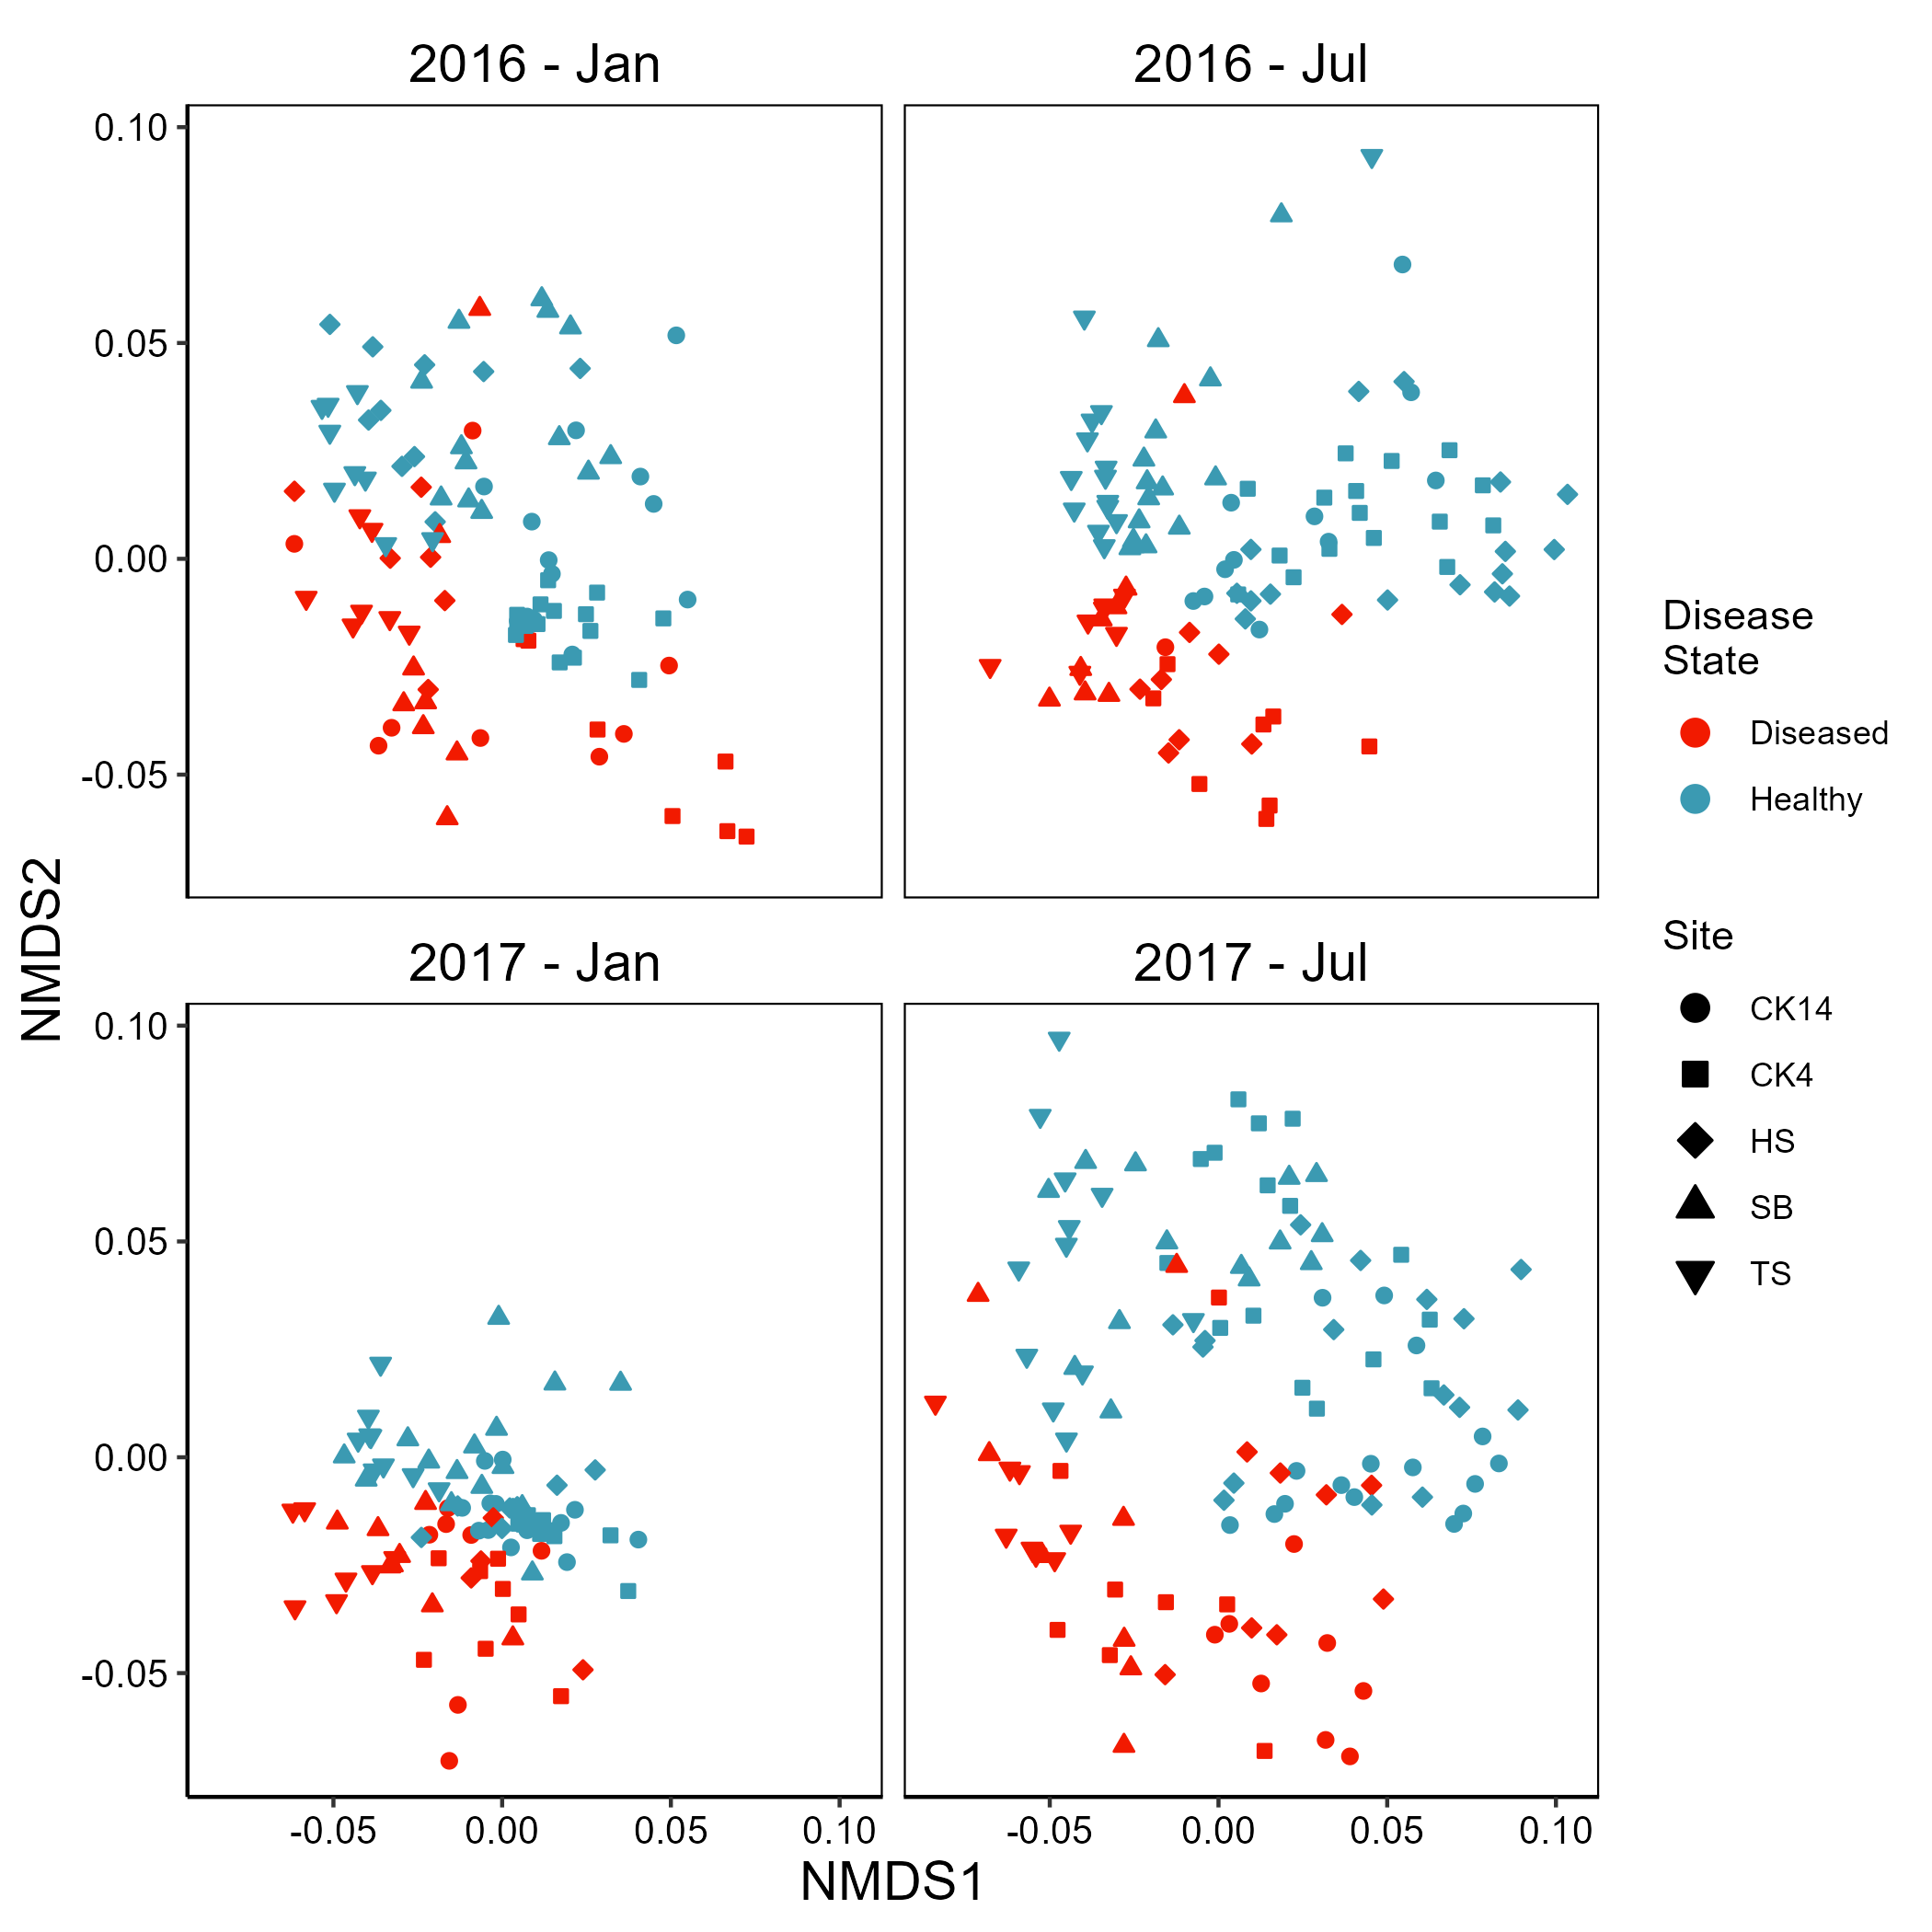 2016 - Jan
2016 - Jul
0.10
0.05
0.00
-0.05
2017 - Jan
2017 - Jul
0.10
0.05
0.00
-0.05
-0.05 0.00 0.05 0.10
-0.05 0.00 0.05 0.10
NMDS1
NMDS2
Disease
State
Diseased
Healthy
Site
CK14
CK4
HS
SB
TS